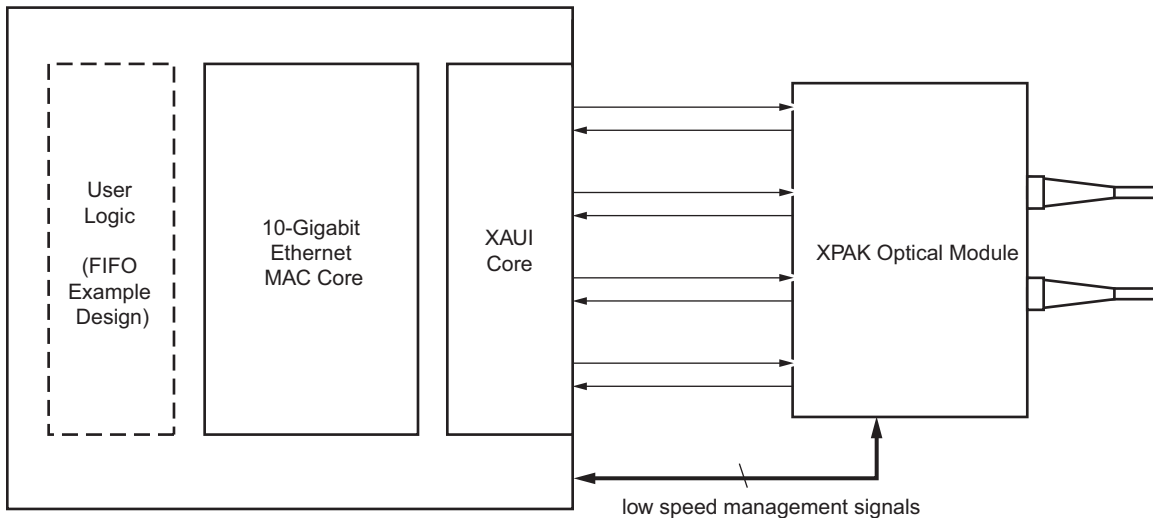 User
Logic
(FIFO
Example
Design)
10-Gigabit
Ethernet
MAC Core
XAUI
Core
XPAK Optical Module
low speed management signals